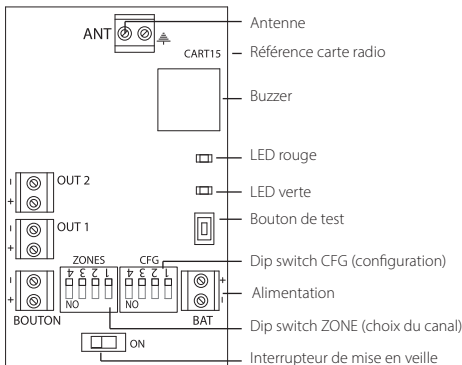 ANT
Antenne
CART15
Référence carte radio
Buzzer
LED rouge
- OUT 2
+
LED verte
- OUT 1
+
Bouton de test
ZONES
CFG
Dip switch CFG (configuration)
4 3 2 1
4 3 2 1
-
+
NO
NO
+
-
Alimentation
BOUTON
BAT
Dip switch ZONE (choix du canal)
ON
Interrupteur de mise en veille